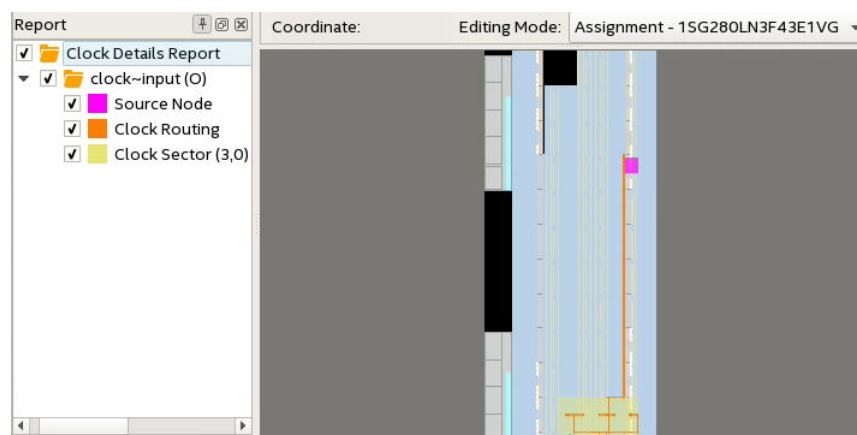 Report
Clock Details Report
clock~input (O)
Source Node
Clock Routing
Clock Sector (3,0)
Coordinate: Editing Mode: Assignment - 1SG280LN3F43E1VG